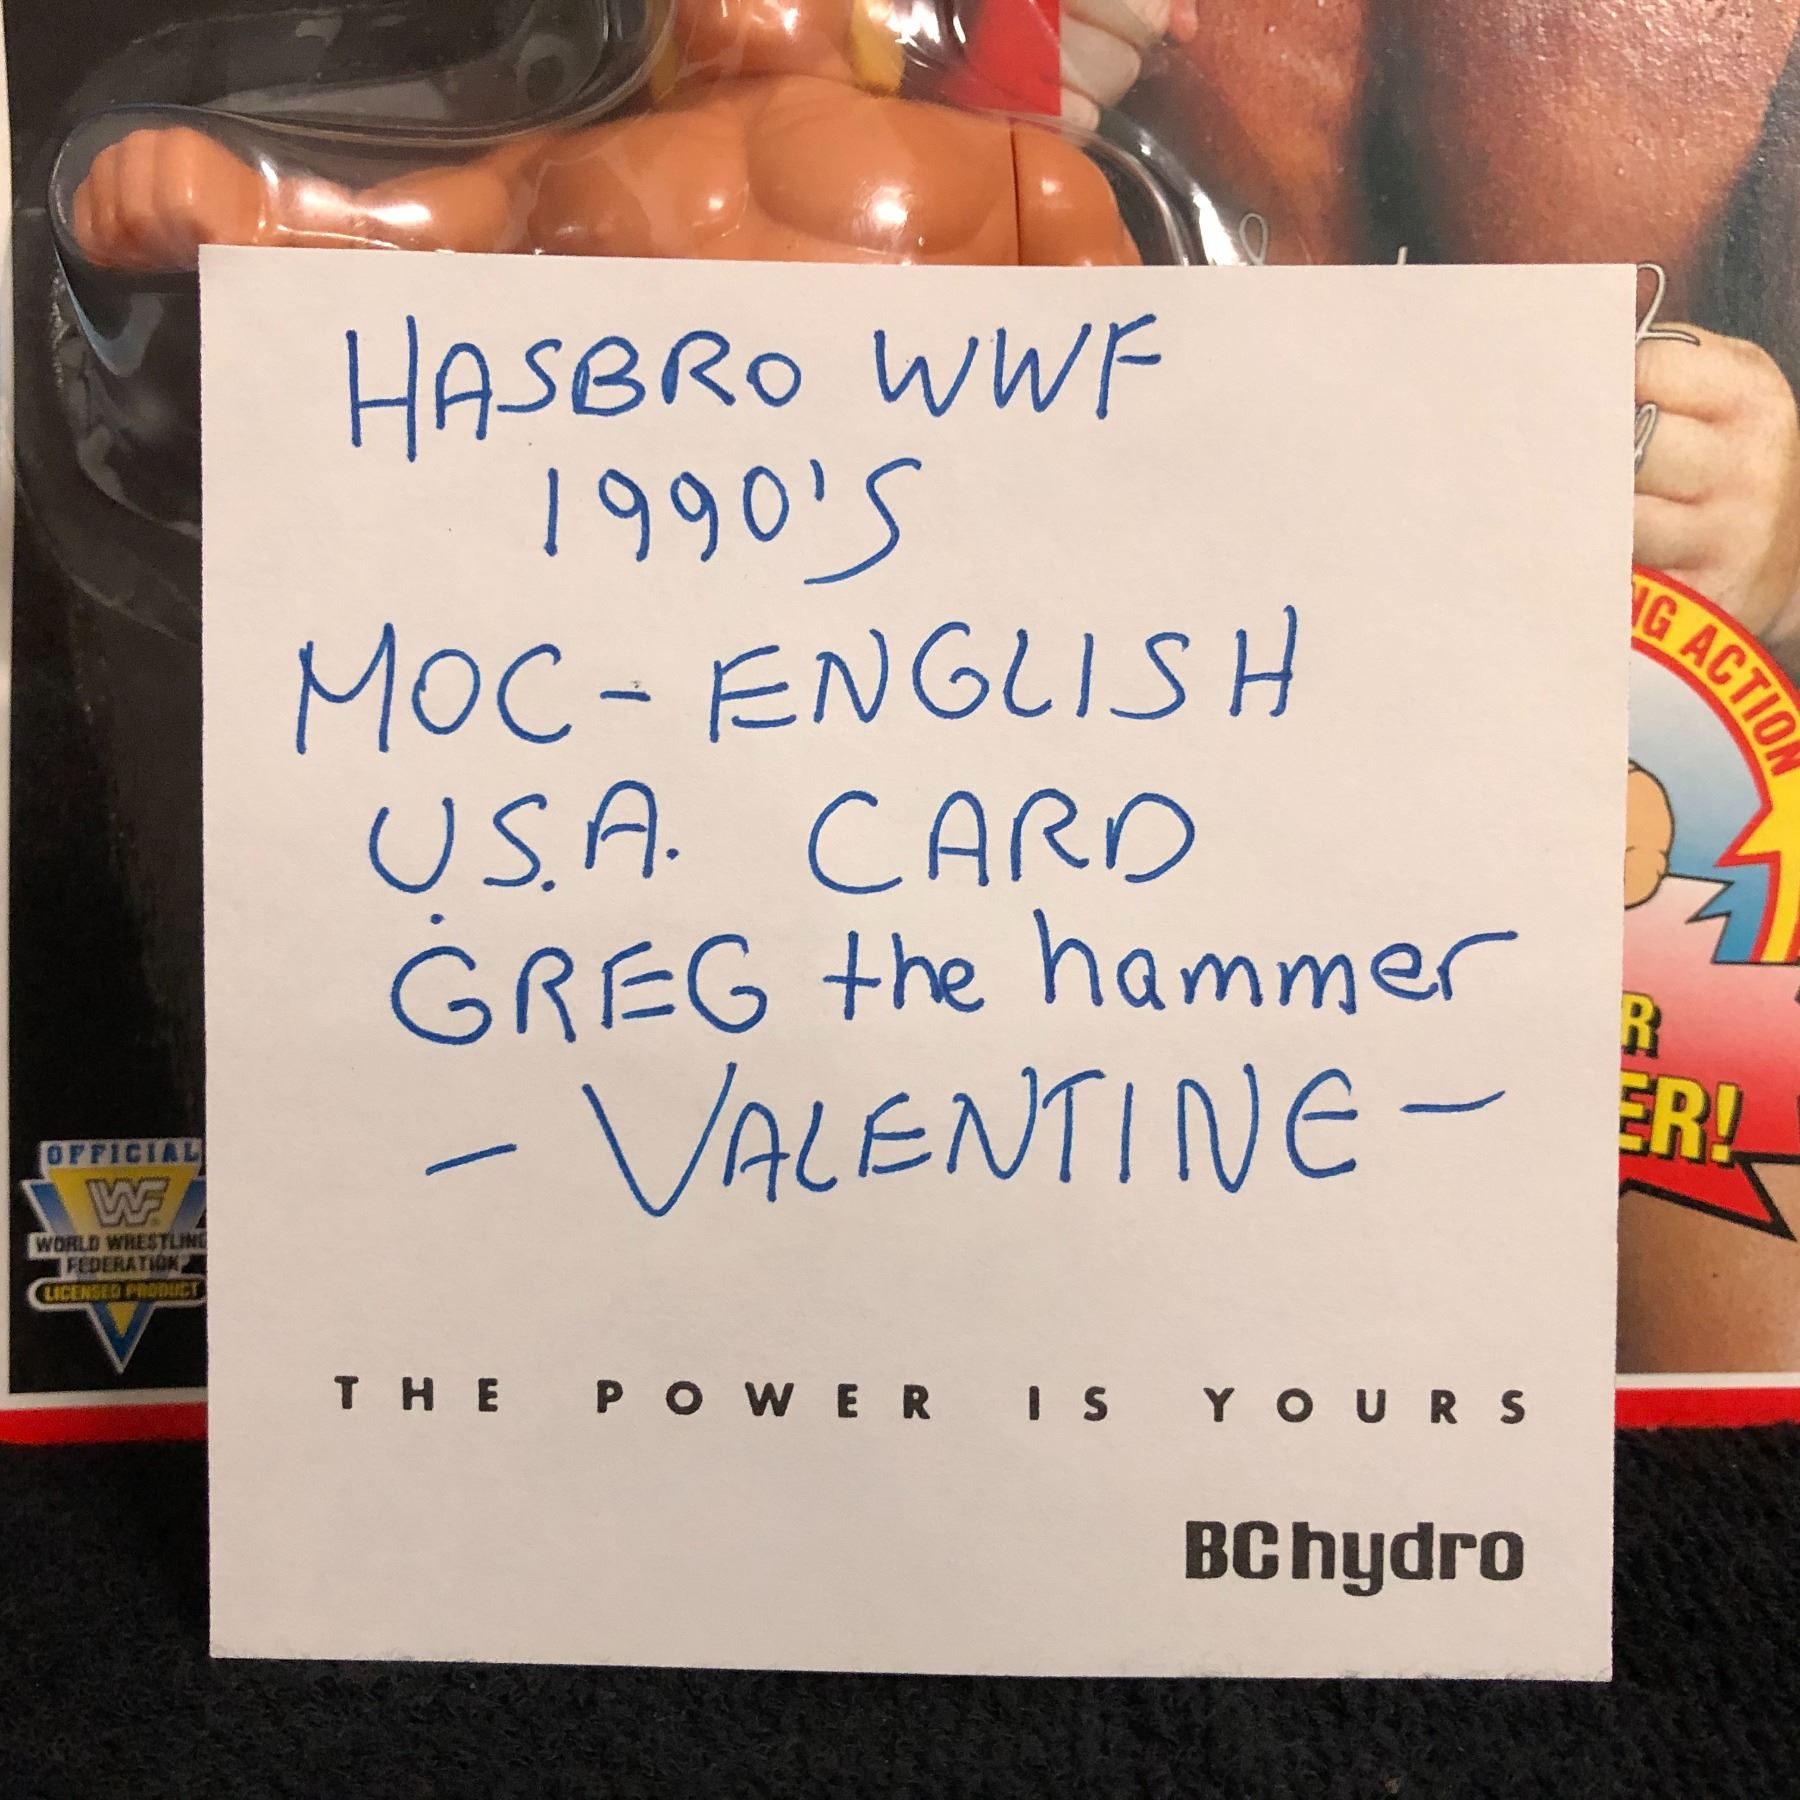 HASBRO WWF
1990'S
MOC-ENGLISH
U.S.A. CARD
GREG the hammer
- VALENTINE -
THE POWER IS YOURS
BC hydro
OFFICIAL
WF
WORLD WRESTLING
FEDERATION
LICENSED PRODUCT
NG ACTION
R
ER!